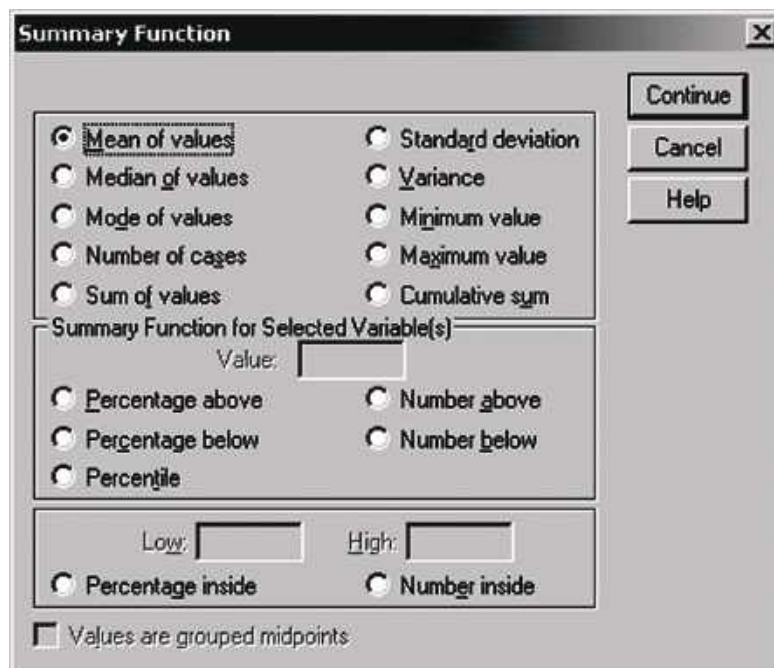 Summary Function
Continue
Mean of values
Standard deviation
Cancel
Median of values
Variance
Help
Mode of values
Minimum value
Number of cases
Maximum value
Sum of values
Cumulative sum
Summary Function for Selected Variable(s)
Value:
Percentage above
Number above
Percentage below
Number below
Percentile
Low:
High:
Percentage inside
Number inside
Values are grouped midpoints